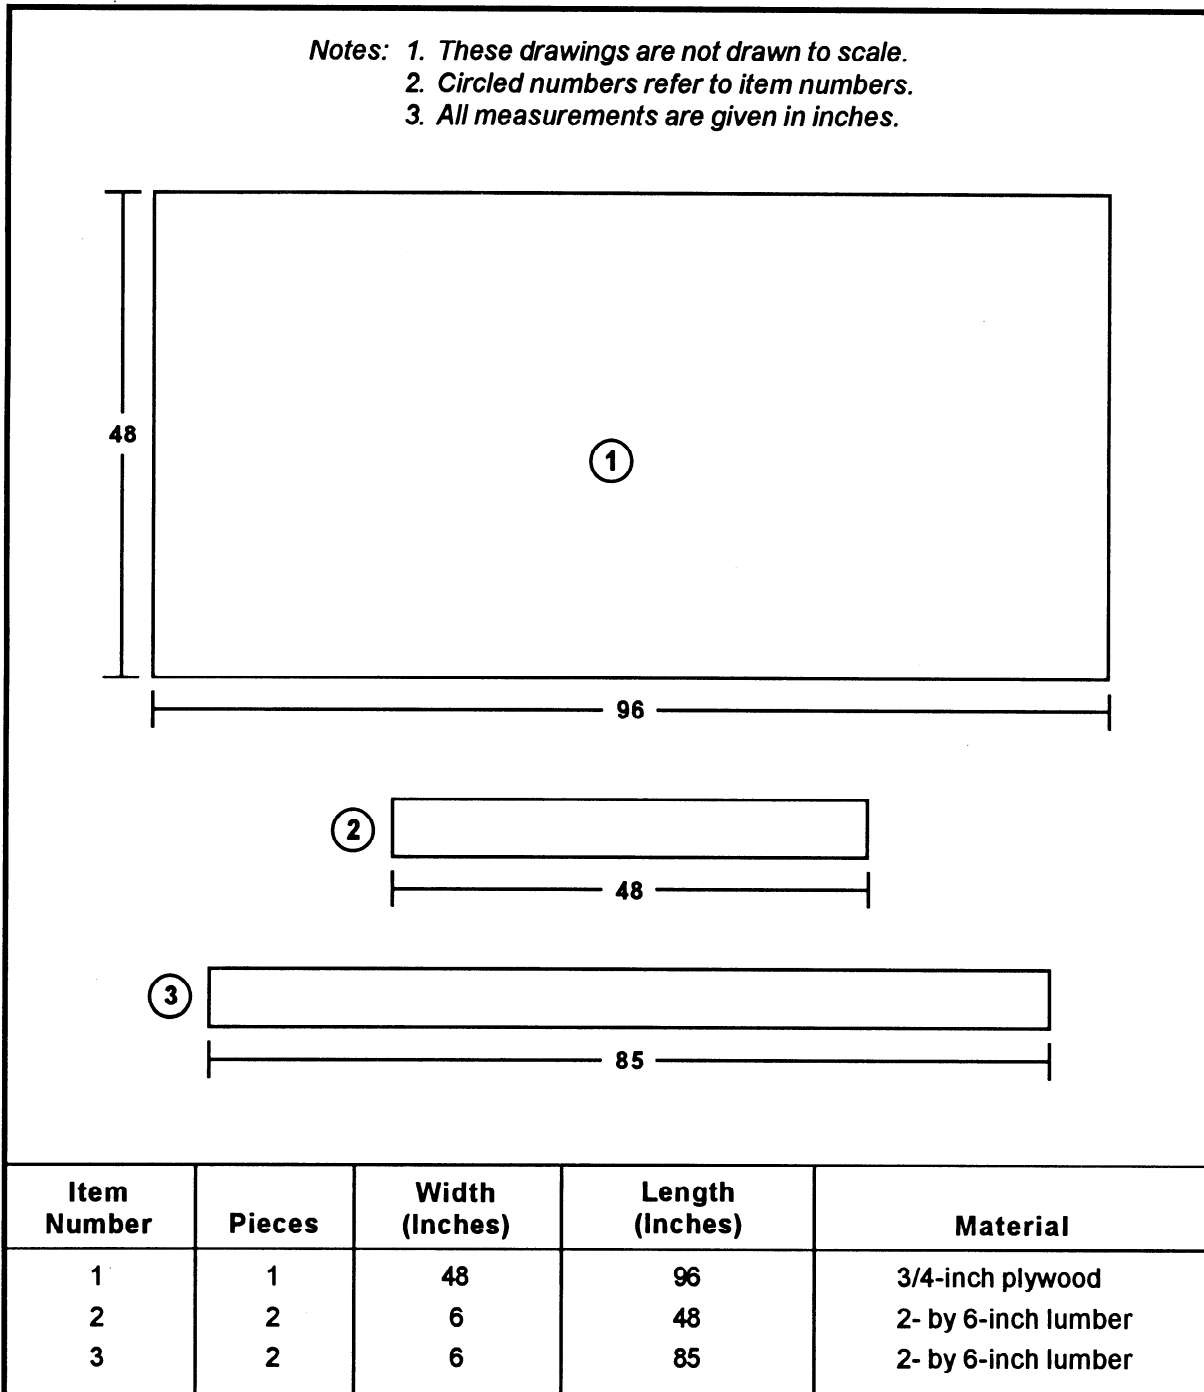 Notes: 1. These drawings are not drawn to scale.
2. Circled numbers refer to item numbers.
3. All measurements are given in inches.
48
1
96
2
48
3
85
Item Number Pieces Width (Inches) Length (Inches) Material
1 1 48 96 3/4-inch plywood
2 2 6 48 2- by 6-inch lumber
3 2 6 85 2- by 6-inch lumber